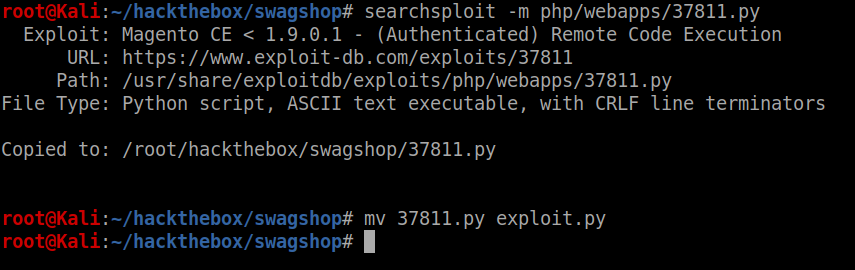 root@Kali:~/hackthebox/swagshop# searchsploit -m php/webapps/37811.py
Exploit: Magento CE < 1.9.0.1 - (Authenticated) Remote Code Execution
URL: https://www.exploit-db.com/exploits/37811
Path: /usr/share/exploitdb/exploits/php/webapps/37811.py
File Type: Python script, ASCII text executable, with CRLF line terminators
Copied to: /root/hackthebox/swagshop/37811.py
root@Kali:~/hackthebox/swagshop# mv 37811.py exploit.py
root@Kali:~/hackthebox/swagshop#